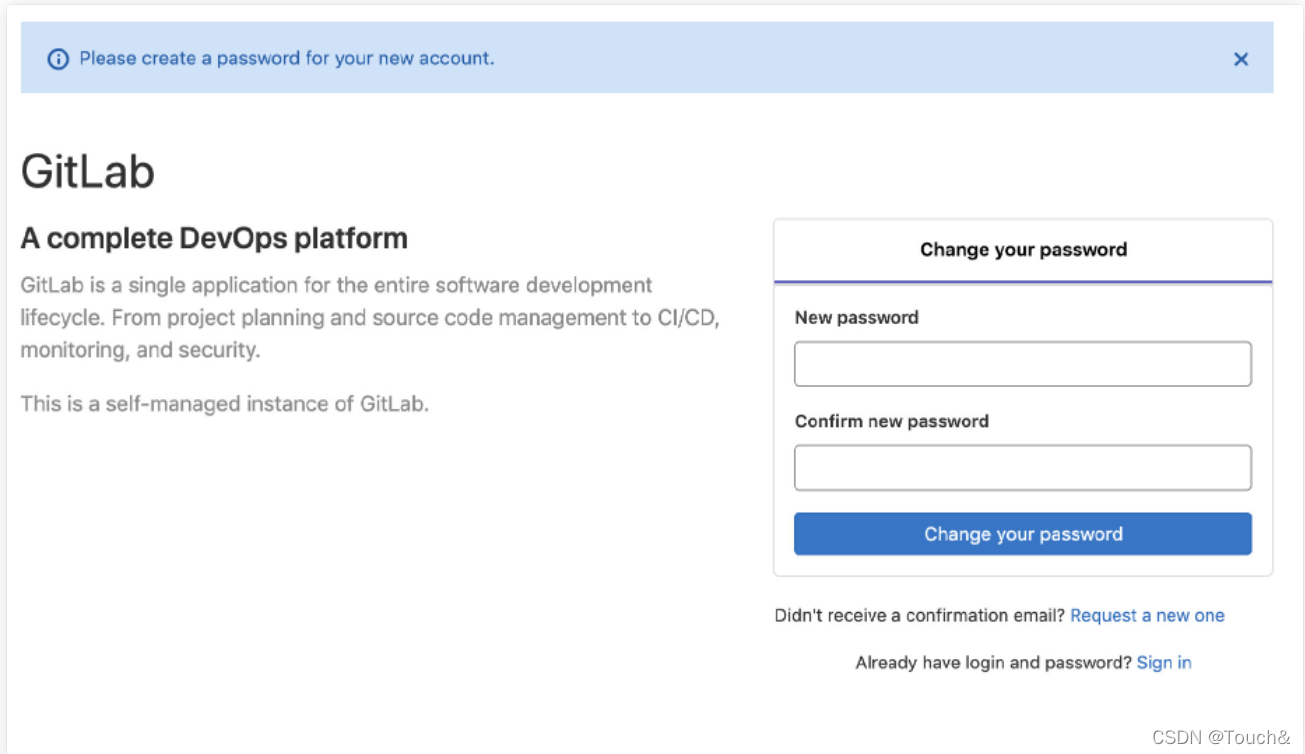 Please create a password for your new account.
GitLab
A complete DevOps platform
GitLab is a single application for the entire software development
lifecycle. From project planning and source code management to CI/CD,
monitoring, and security.
This is a self-managed instance of GitLab.
Change your password
New password
Confirm new password
Change your password
Didn't receive a confirmation email? Request a new one
Already have login and password? Sign in
CSDN @Touch&